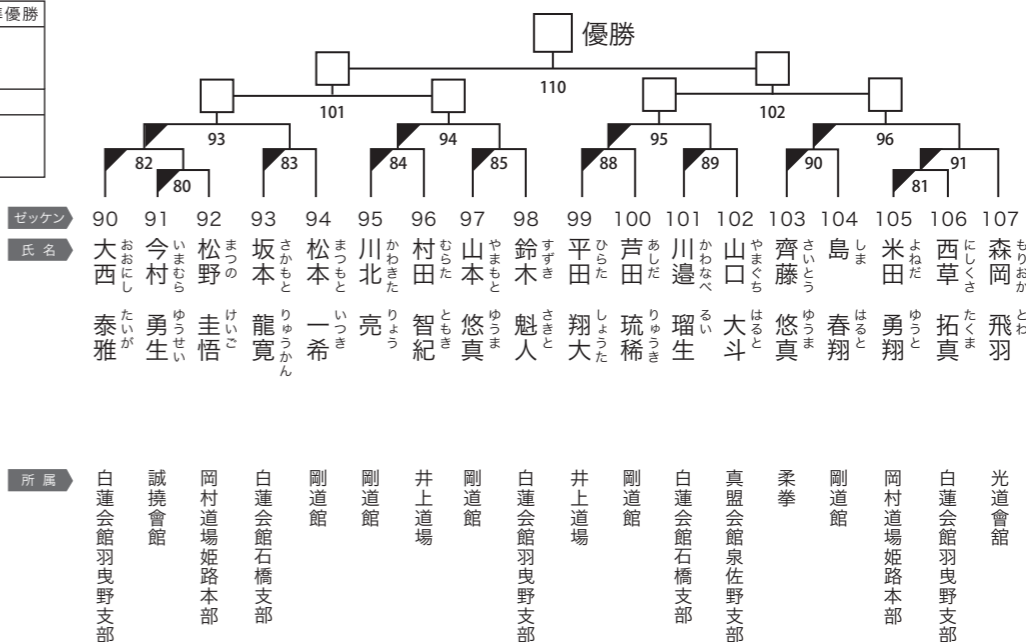 準優勝
優勝
110
101
102
93
94
95
96
82
83
84
85
88
89
90
91
80
81
ゼッケン 90 91 92 93 94 95 96 97 98 99 100 101 102 103 104 105 106 107
氏名
大西 泰雅 おおにし たいが
今村 勇生 いまむら ゆうせい
松野 圭悟 まつの けいご
坂本 龍寛 さかもと りゅうかん
松本 一希 まつもと いつき
川北 亮 かわきた りょう
村田 智紀 むらた ともき
山本 悠真 やまもと ゆうま
鈴木 魁人 すずき さきと
平田 翔大 ひらた しょうた
芦田 琉稀 あしだ りゅうき
川邉 瑠生 かわなべ るい
山口 大斗 やまぐち はると
齊藤 悠真 さいとう ゆうま
島 春翔 しま はると
米田 勇翔 よねだ ゆうと
西草 拓真 にしくさ たくま
森岡 飛羽 もりおか とわ
所属
白蓮会館羽曳野支部
誠撓會館
岡村道場姫路本部
白蓮会館石橋支部
剛道館
剛道館
井上道場
剛道館
白蓮会館羽曳野支部
井上道場
剛道館
白蓮会館石橋支部
真盟会館泉佐野支部
柔拳
剛道館
岡村道場姫路本部
白蓮会館羽曳野支部
光道會舘